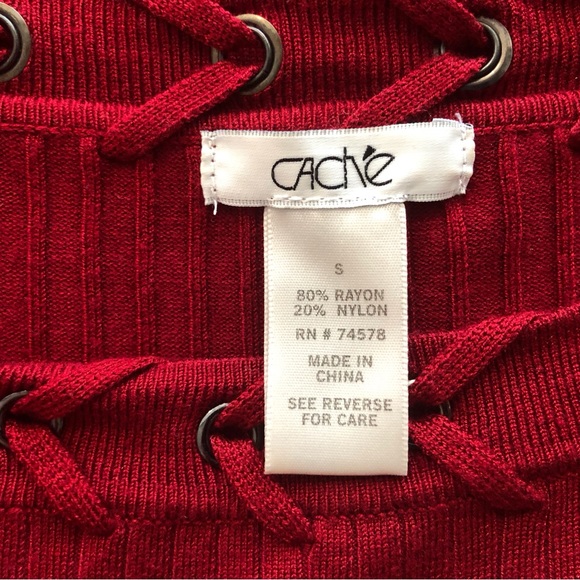 CAché
S
80% RAYON
20% NYLON
RN # 74578
MADE IN
CHINA
SEE REVERSE
FOR CARE